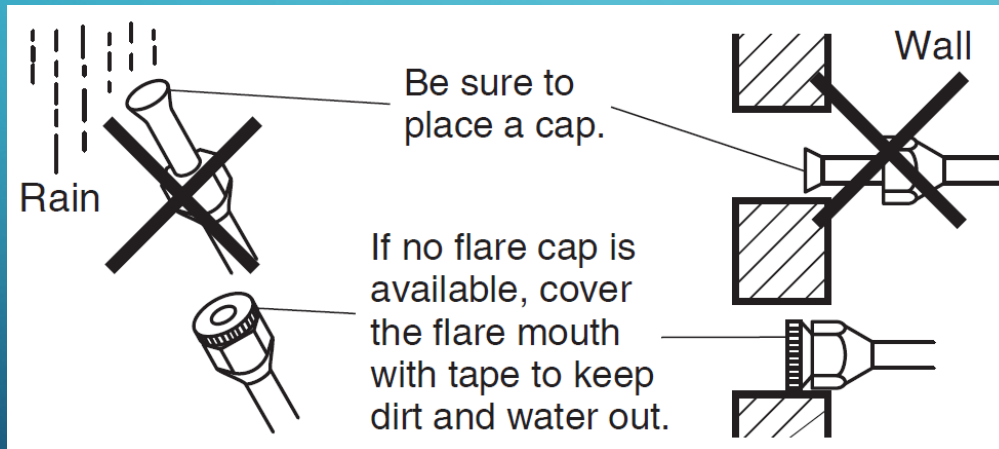 Rain
Be sure to
place a cap.
Wall
If no flare cap is
available, cover
the flare mouth
with tape to keep
dirt and water out.